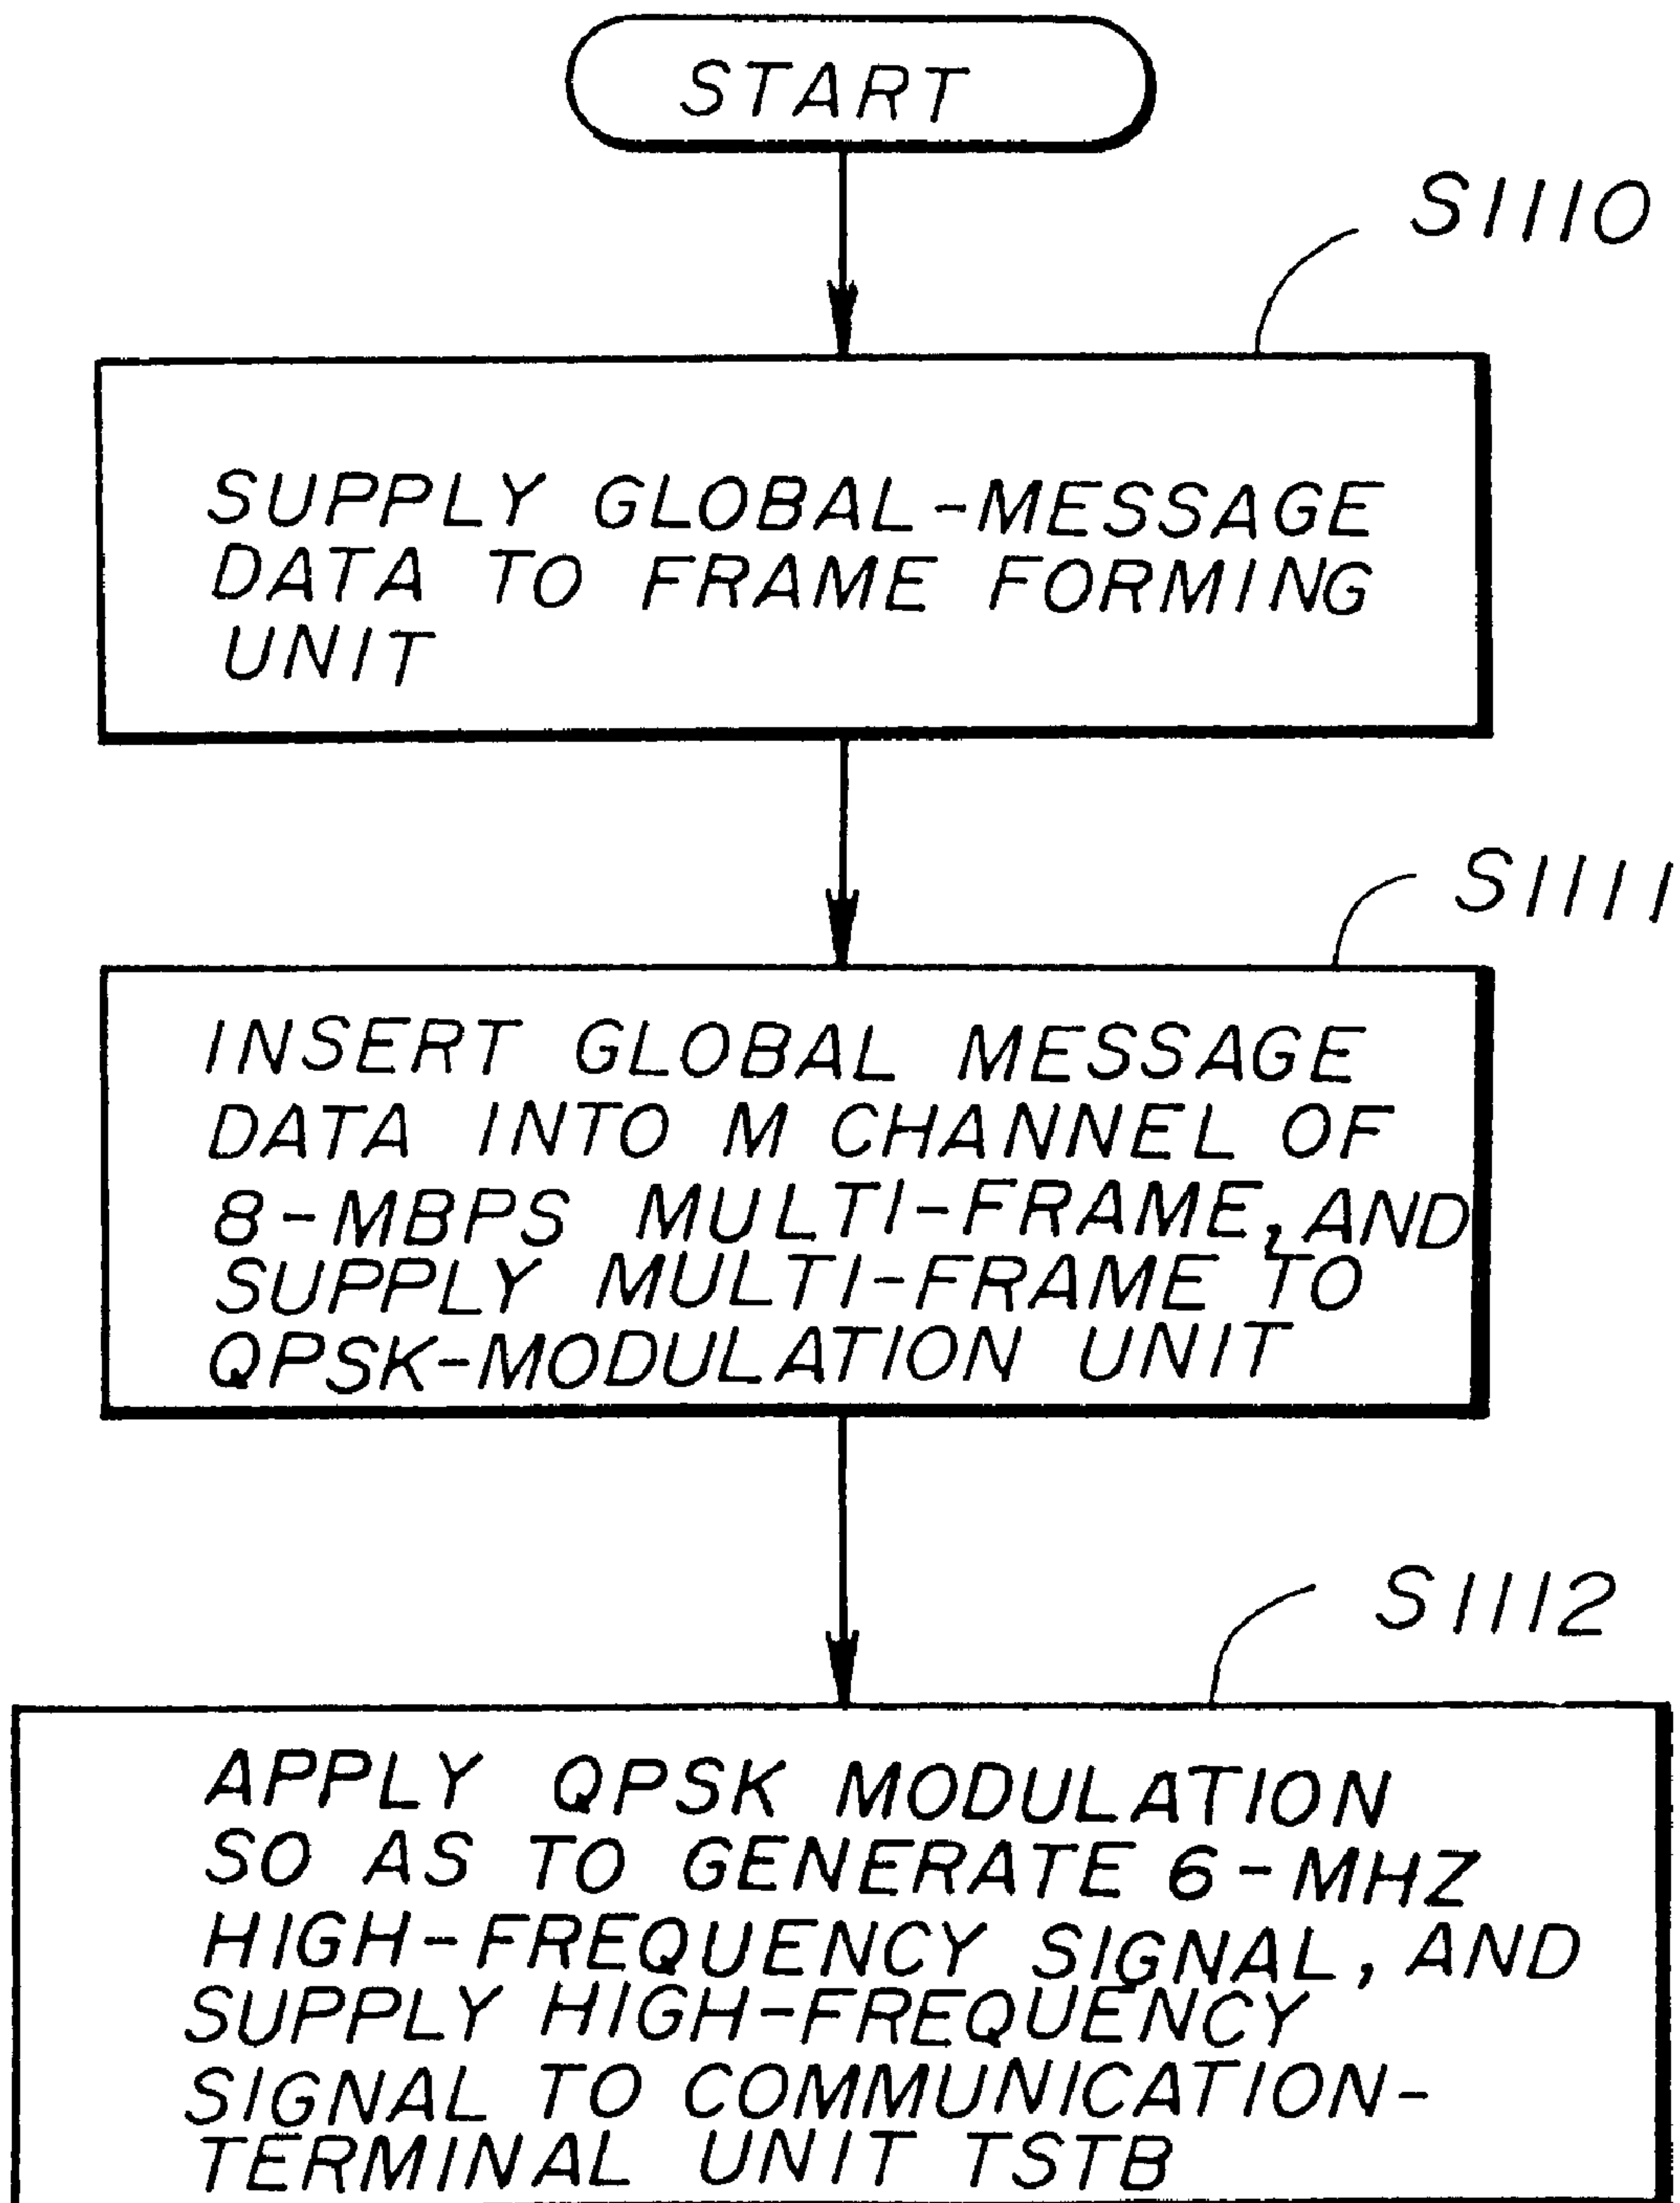 START
S1110
SUPPLY GLOBAL-MESSAGE
DATA TO FRAME FORMING
UNIT
S1111
INSERT GLOBAL MESSAGE
DATA INTO M CHANNEL OF
8-MBPS MULTI-FRAME, AND
SUPPLY MULTI-FRAME TO
QPSK-MODULATION UNIT
S1112
APPLY QPSK MODULATION
SO AS TO GENERATE 6-MHZ
HIGH-FREQUENCY SIGNAL, AND
SUPPLY HIGH-FREQUENCY
SIGNAL TO COMMUNICATION-
TERMINAL UNIT TSTB